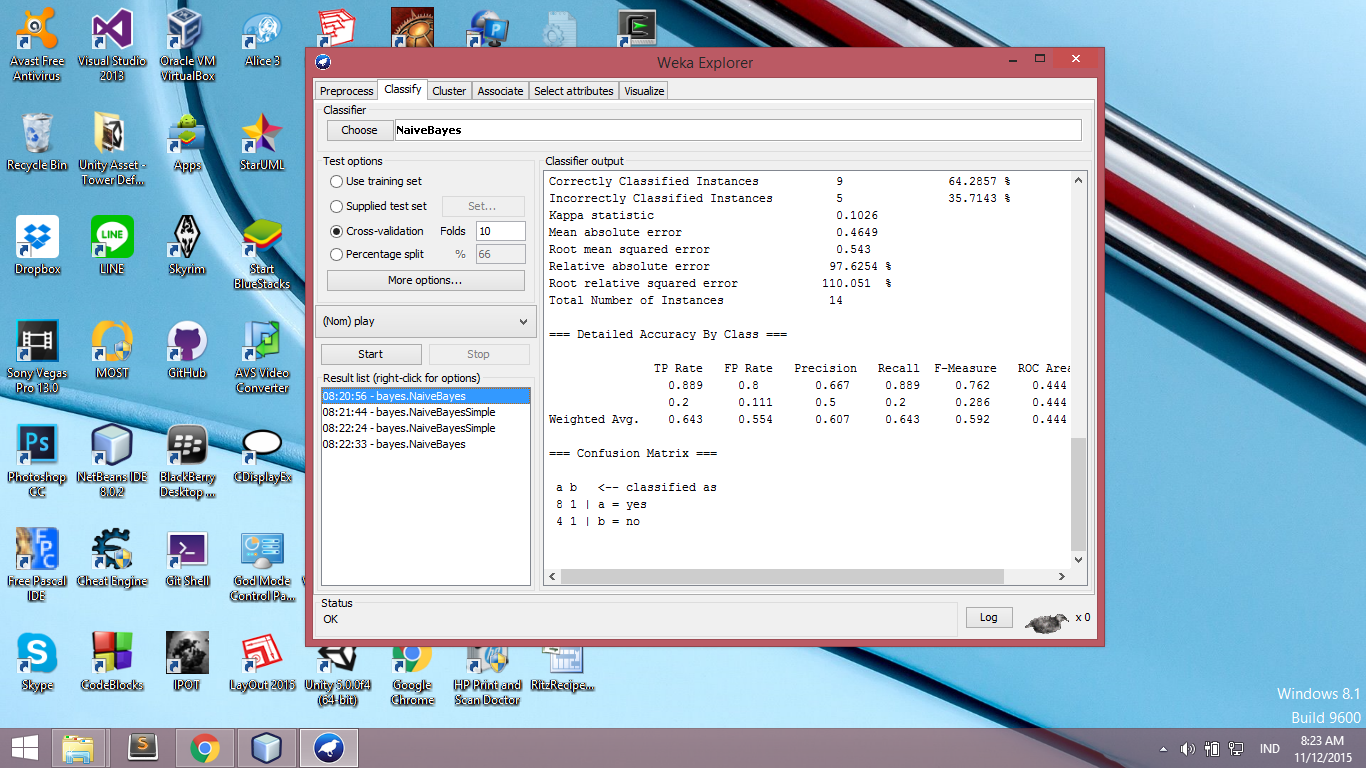 Avast Free
Antivirus
Visual Studio
2013
Oracle VM
VirtualBox
Alice 3
Recycle Bin
Unity Asset -
Tower Def...
Apps
StarUML
Dropbox
LINE
LINE
Skyrim
Start
BlueStacks
Sony Vegas
Pro 13.0
MOST
GitHub
AVS Video
Converter
Ps
Photoshop
CC
NetBeans IDE
8.0.2
BlackBerry
Desktop ...
CDisplayEx
FPC
Free Pascal
IDE
Cheat Engine
Git Shell
God Mode
Control Pa...
Skype
CodeBlocks
IPOT
LayOut 2013
Unity 5.0.0f4
(64-bit)
Google
Chrome
HP Print and
Scan Doctor
RitzRecipe...
Weka Explorer
Preprocess Classify Cluster Associate Select attributes Visualize
Classifier
Choose NaiveBayes
Test options
Use training set
Supplied test set Set...
Cross-validation Folds 10
Percentage split % 66
More options...
(Nom) play
Start Stop
Result list (right-click for options)
08:20:56 - bayes.NaiveBayes
08:21:44 - bayes.NaiveBayesSimple
08:22:24 - bayes.NaiveBayesSimple
08:22:33 - bayes.NaiveBayes
Classifier output
Correctly Classified Instances 9 64.2857 %
Incorrectly Classified Instances 5 35.7143 %
Kappa statistic 0.1026
Mean absolute error 0.4649
Root mean squared error 0.543
Relative absolute error 97.6254 %
Root relative squared error 110.051 %
Total Number of Instances 14
=== Detailed Accuracy By Class ===
TP Rate FP Rate Precision Recall F-Measure ROC Area
0.889 0.8 0.667 0.889 0.762 0.444
0.2 0.111 0.5 0.2 0.286 0.444
Weighted Avg. 0.643 0.554 0.607 0.643 0.592 0.444
=== Confusion Matrix ===
a b <-- classified as
8 1 | a = yes
4 1 | b = no
Status
OK
Log x 0
Windows 8.1
Build 9600
IND
8:23 AM
11/12/2015